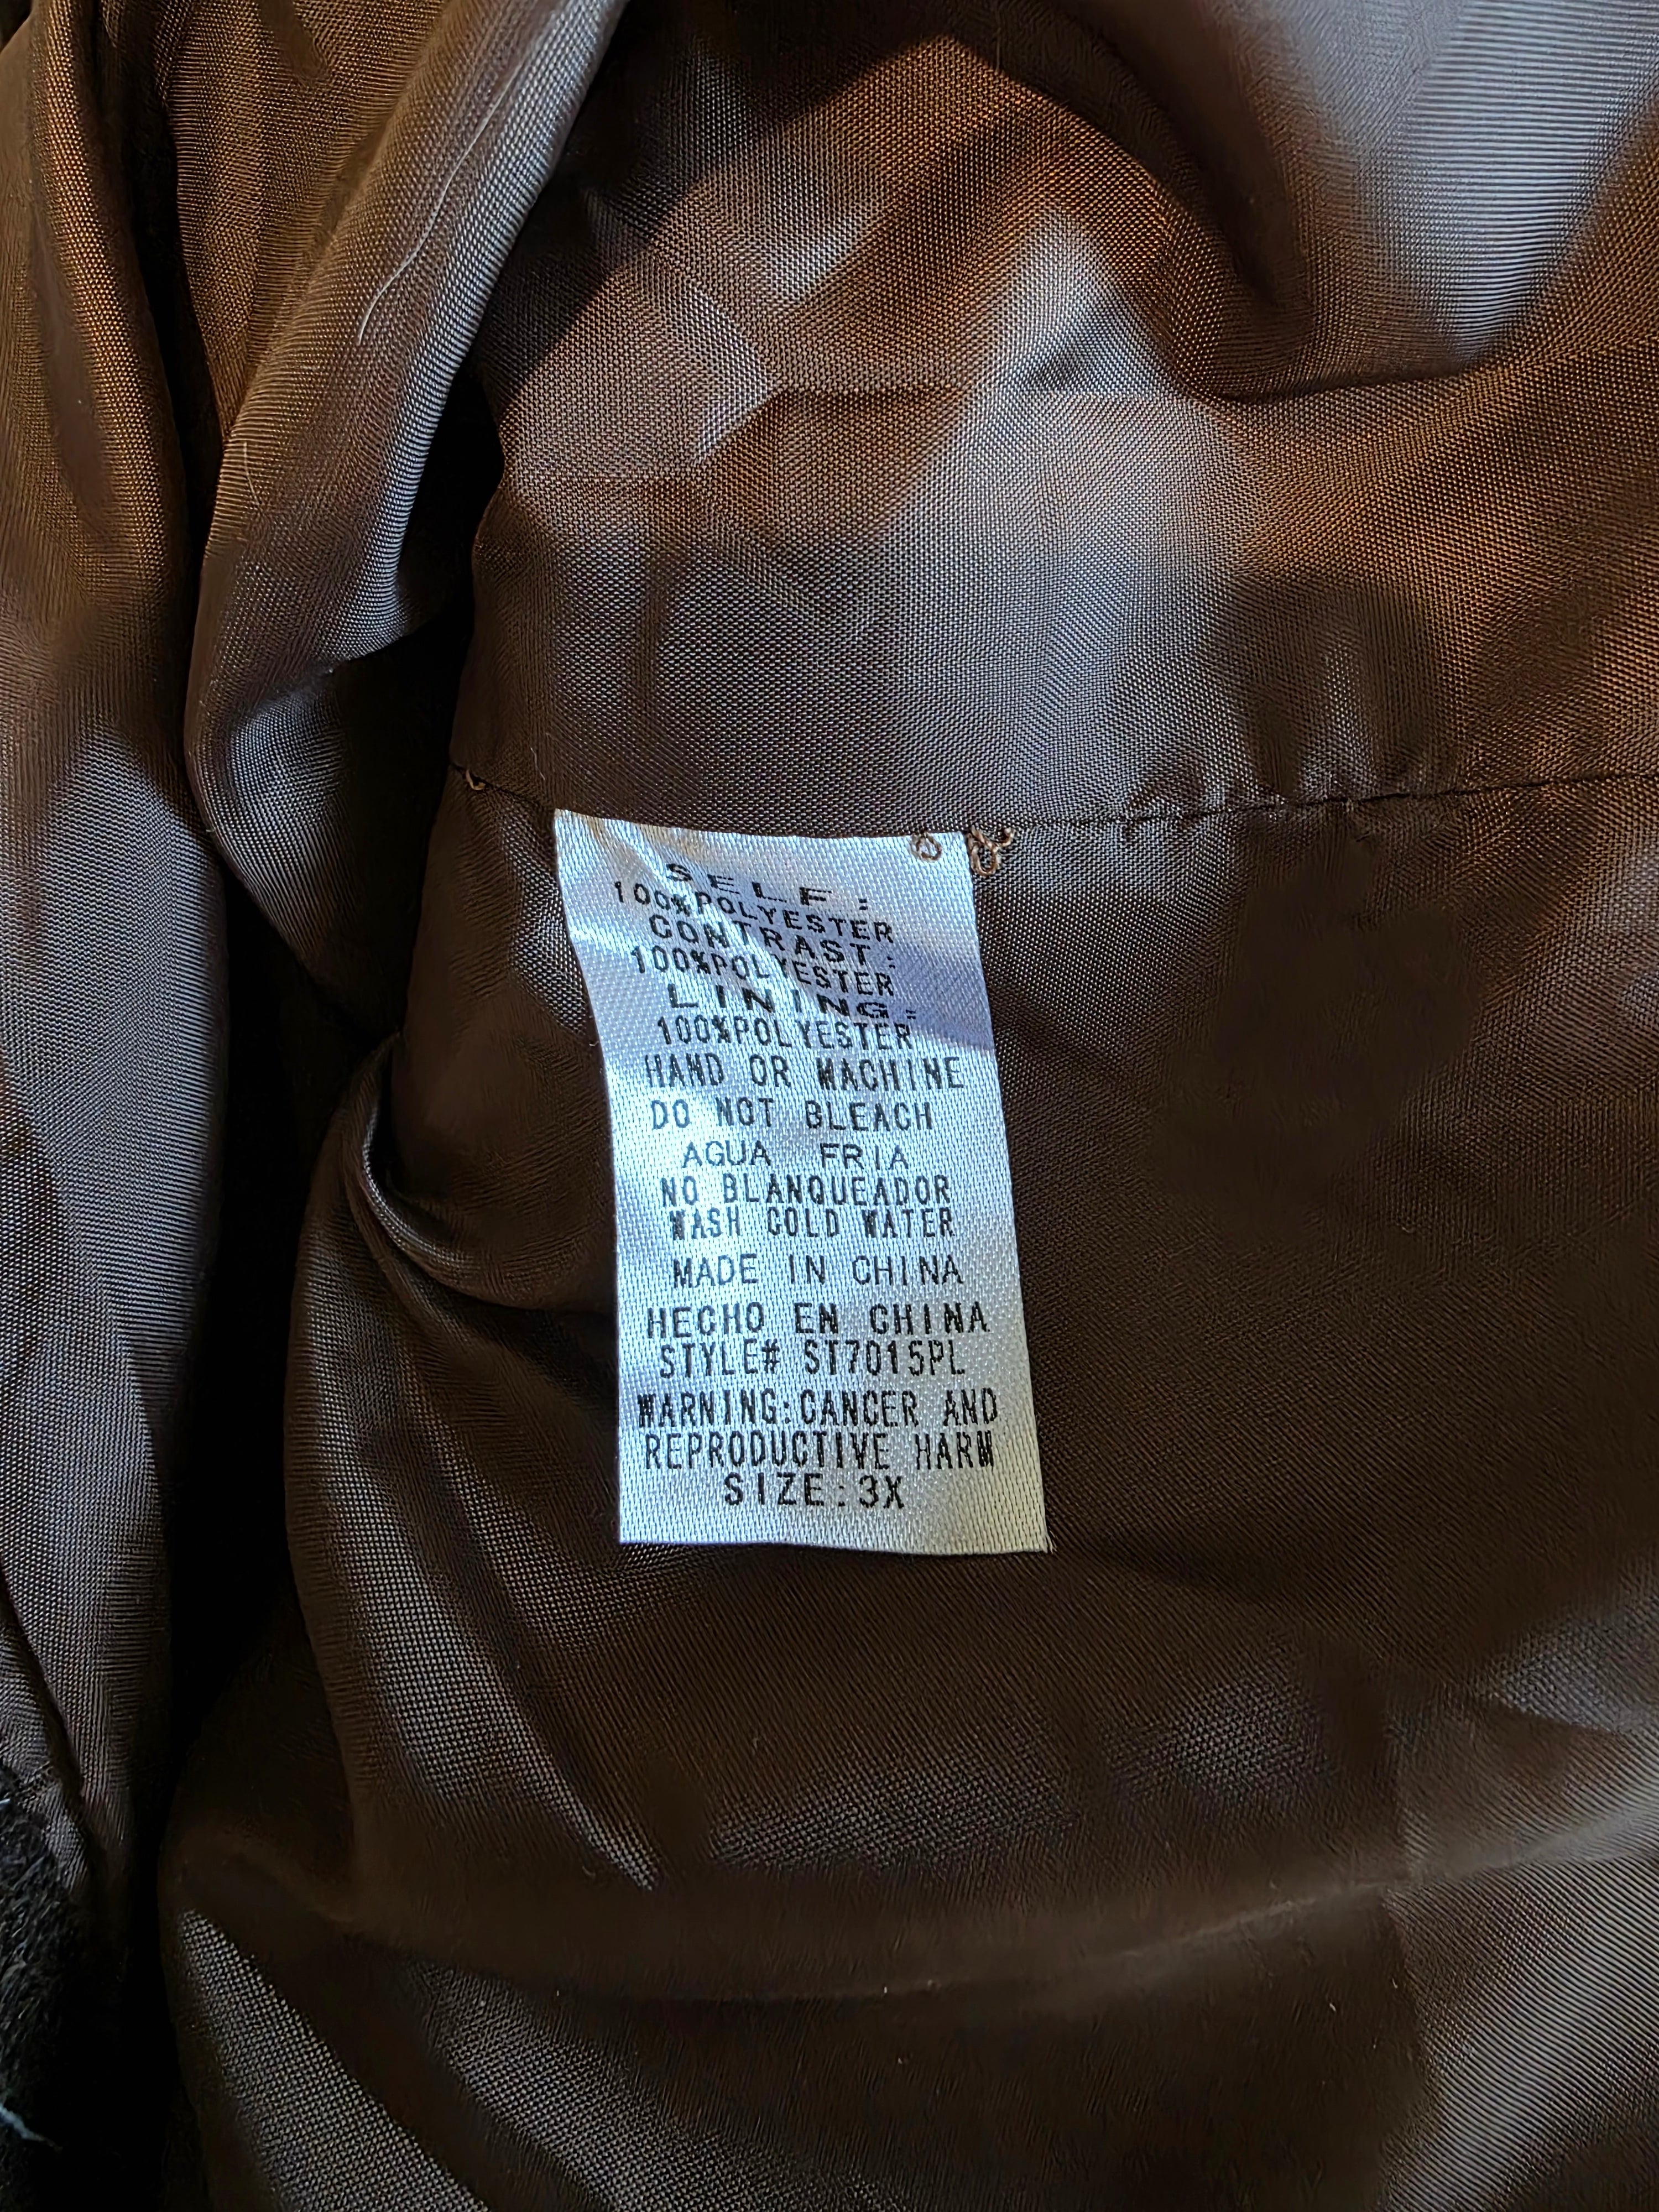 SELF:
100%POLYESTER
CONTRAST:
100%POLYESTER
LINING:
100%POLYESTER
HAND OR MACHINE
DO NOT BLEACH
AGUA FRIA
NO BLANQUEADOR
WASH COLD WATER
MADE IN CHINA
HECHO EN CHINA
STYLE# ST7015PL
WARNING:CANCER AND
REPRODUCTIVE HARM
SIZE:3X